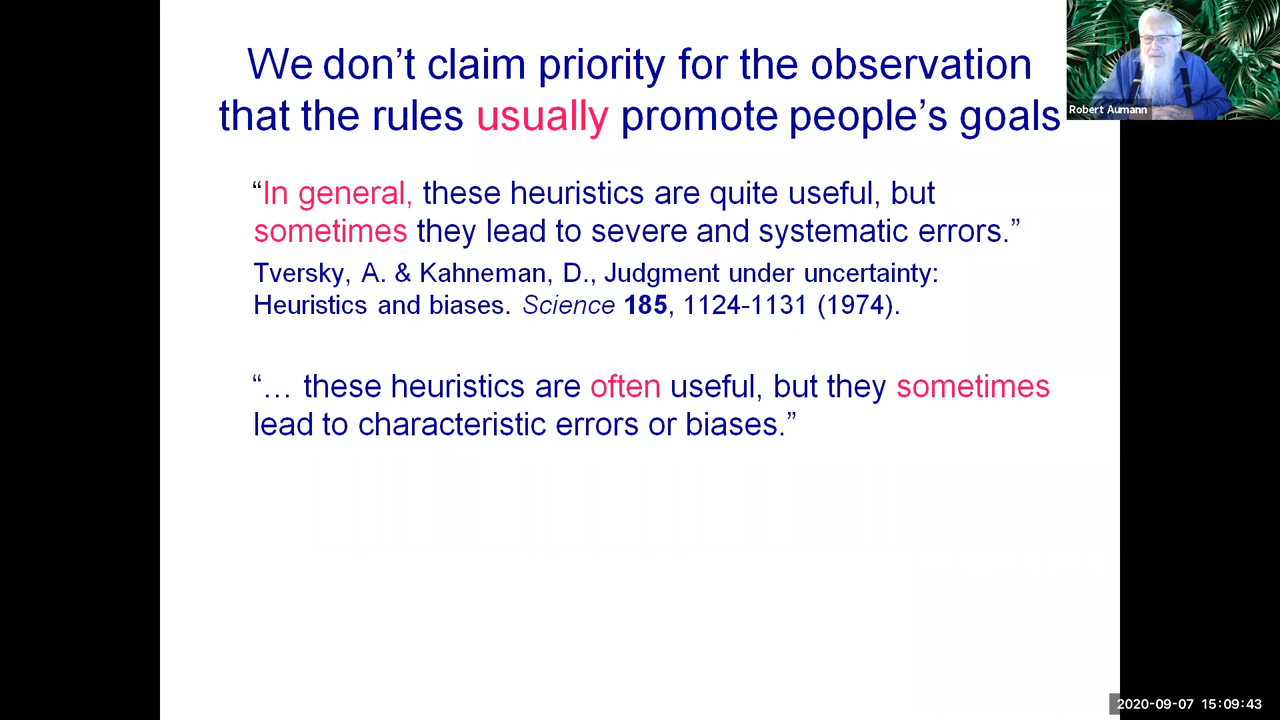 We don’t claim priority for the observation
that the rules usually promote people’s goals
Robert Aumann
“In general, these heuristics are quite useful, but
sometimes they lead to severe and systematic errors.”
Tversky, A. & Kahneman, D., Judgment under uncertainty:
Heuristics and biases. Science 185, 1124-1131 (1974).
“… these heuristics are often useful, but they sometimes
lead to characteristic errors or biases.”
2020-09-07 15:09:43